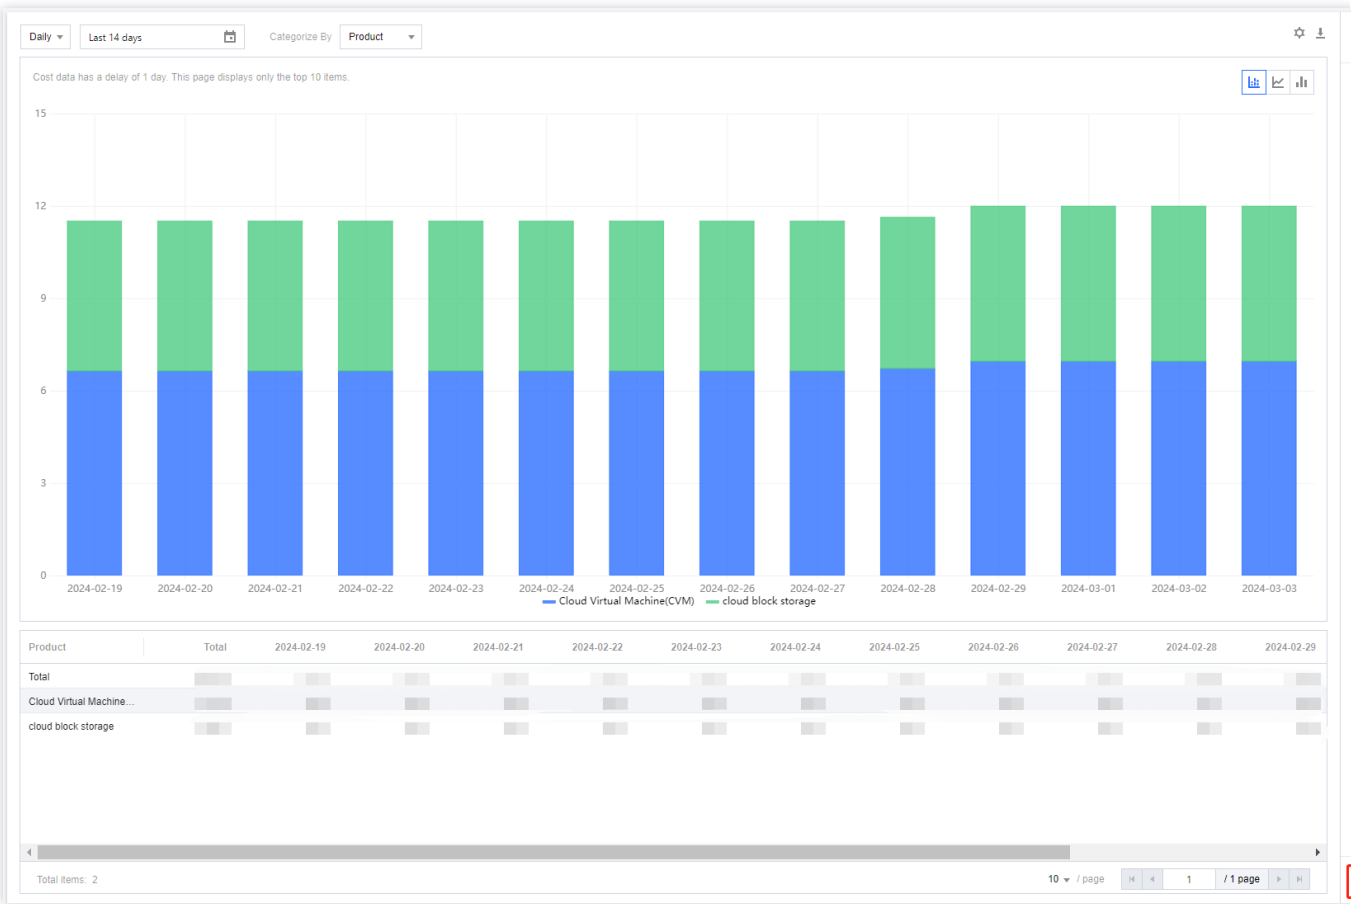 Daily Last 14 days Categorize By Product
Cost data has a delay of 1 day. This page displays only the top 10 items.
15
12
9
6
3
0
2024-02-19 2024-02-20 2024-02-21 2024-02-22 2024-02-23 2024-02-24 2024-02-25 2024-02-26 2024-02-27 2024-02-28 2024-02-29 2024-03-01 2024-03-02 2024-03-03
Cloud Virtual Machine(CVM) cloud block storage
Product Total 2024-02-19 2024-02-20 2024-02-21 2024-02-22 2024-02-23 2024-02-24 2024-02-25 2024-02-26 2024-02-27 2024-02-28 2024-02-29
Total
Cloud Virtual Machine...
cloud block storage
Total items: 2 10 / page 1 / 1 page